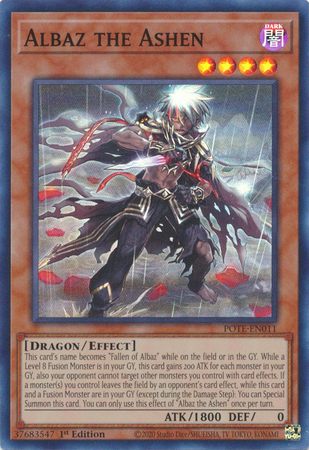 ALBAZ THE ASHEN
DARK
闇
POTE-EN011
[DRAGON/EFFECT]
This card's name becomes "Fallen of Albaz" while on the field or in the GY. While a
Level 8 Fusion Monster is in your GY, this card gains 200 ATK for each monster in your
GY, also your opponent cannot target other monsters you control with card effects. If
a monster(s) you control leaves the field by an opponent's card effect, while this card
and a Fusion Monster are in your GY (except during the Damage Step): You can Special
Summon this card. You can only use this effect of "Albaz the Ashen" once per turn.
ATK/1800 DEF/ 0
37683547 1st Edition ©2020 Studio Dice/SHUEISHA, TV TOKYO, KONAMI